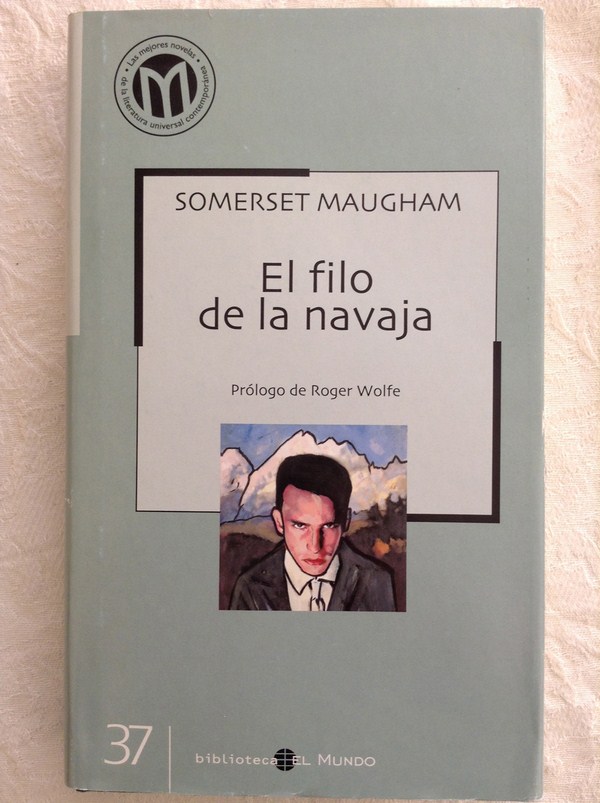 Las mejores novelas
de la literatura universal contemporánea
M
SOMERSET MAUGHAM
El filo
de la navaja
Prólogo de Roger Wolfe
37
biblioteca EL MUNDO